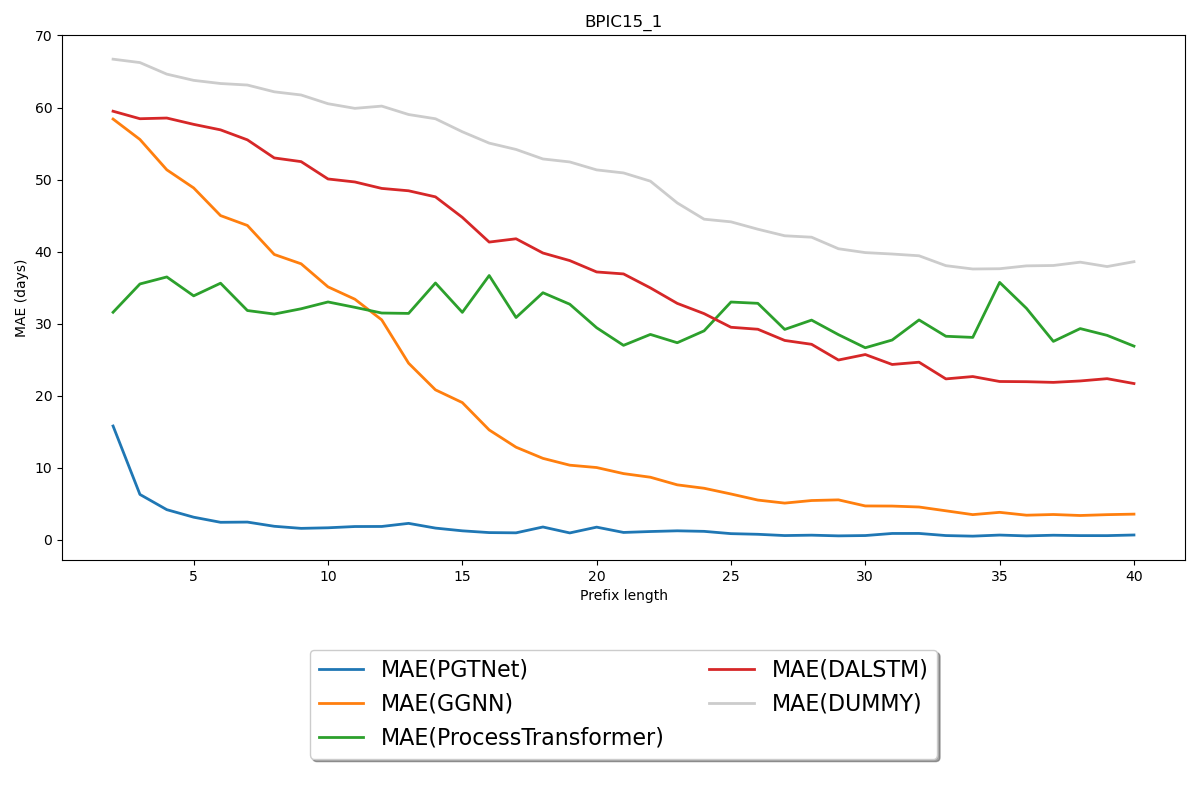 BPIC15_1
MAE (days)
70
60
50
40
30
20
10
0
5 10 15 20 25 30 35 40
Prefix length
MAE(PGTNet)
MAE(GGNN)
MAE(ProcessTransformer)
MAE(DALSTM)
MAE(DUMMY)